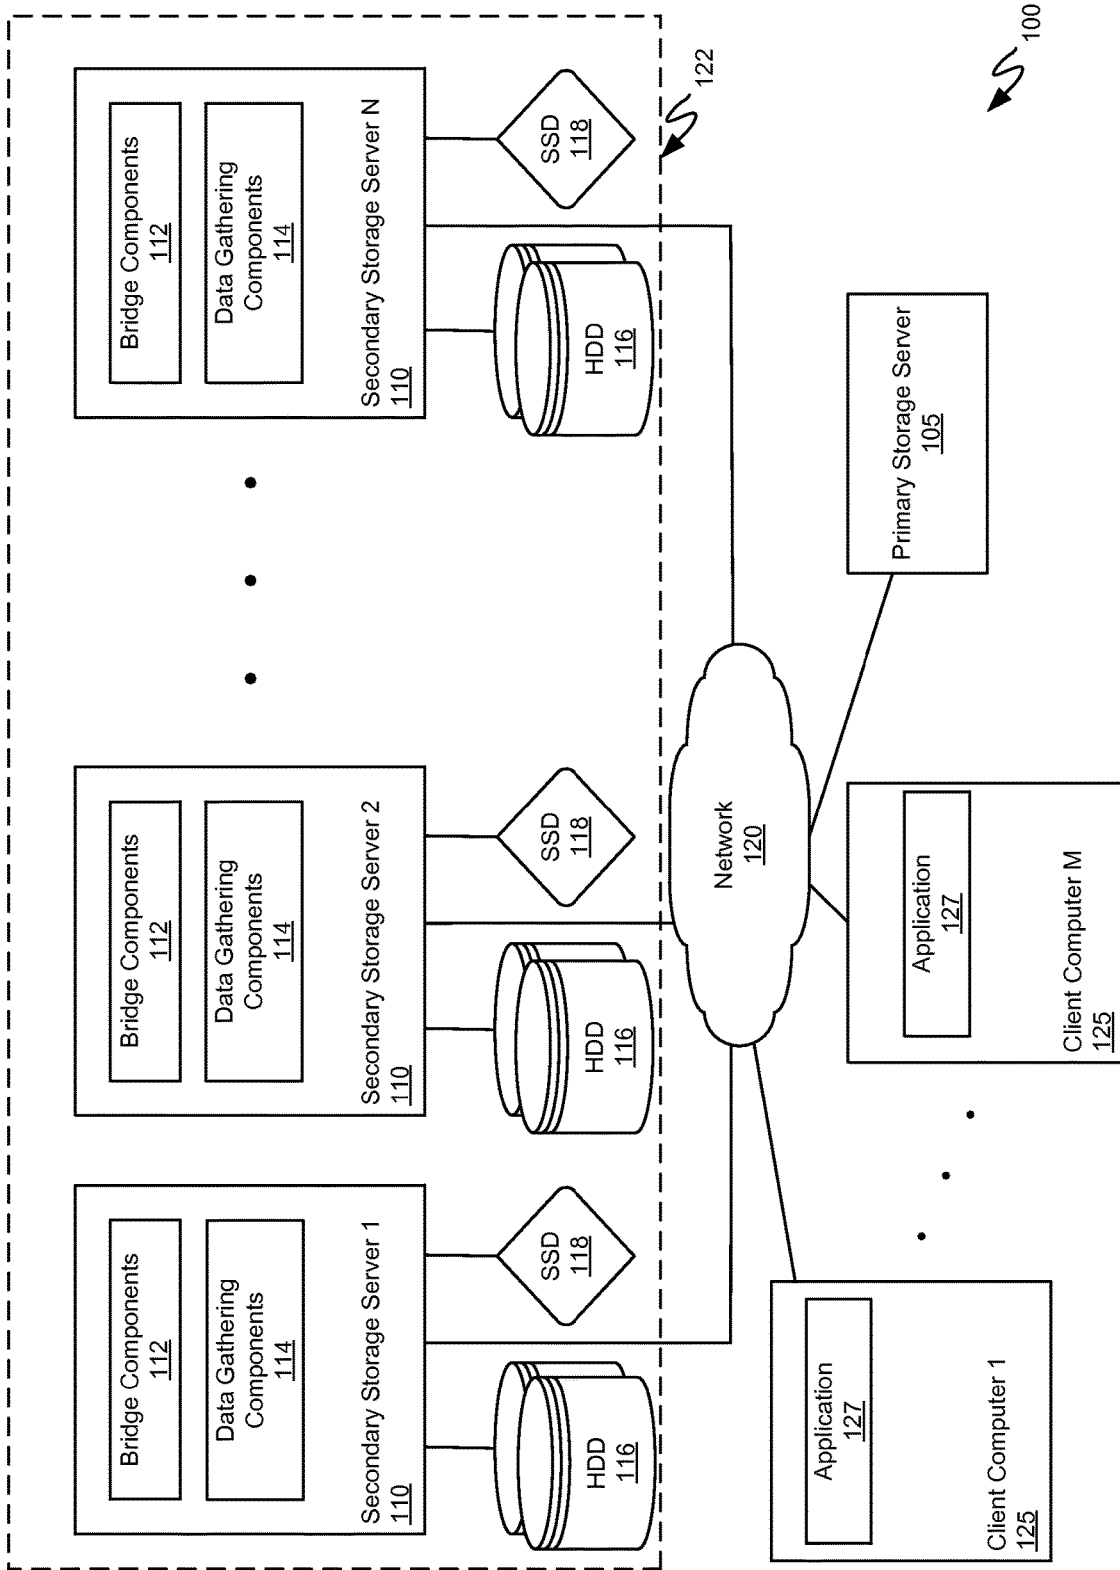 Bridge Components
112
Data Gathering
Components
114
Secondary Storage Server 1
110
HDD
116
SSD
118
Bridge Components
112
Data Gathering
Components
114
Secondary Storage Server 2
110
HDD
116
SSD
118
Bridge Components
112
Data Gathering
Components
114
Secondary Storage Server N
110
HDD
116
SSD
118
122
Network
120
Application
127
Client Computer 1
125
Application
127
Client Computer M
125
Primary Storage Server
105
100